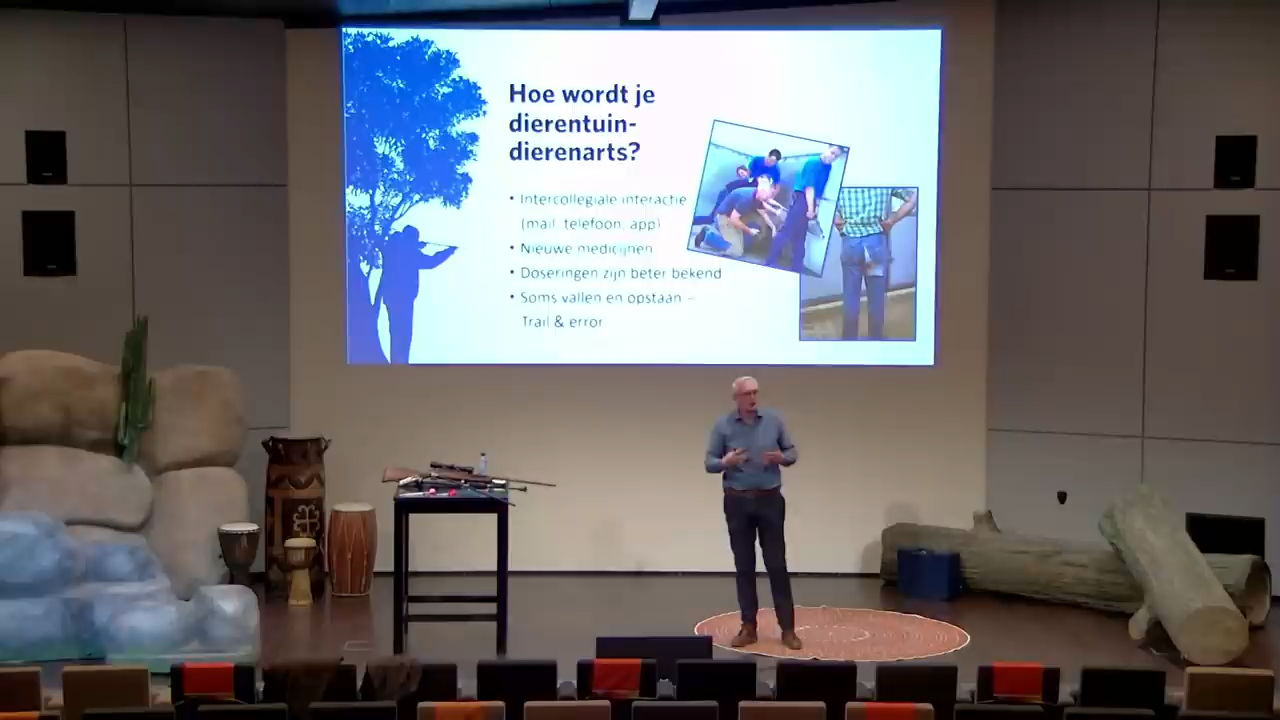 Hoe wordt je
dierentuin-
dierenarts?
• Intercollegiale interactie
(mail, telefoon, app)
• Nieuwe medicijnen
• Doseringen zijn beter bekend
• Soms vallen en opstaan –
Trail & error